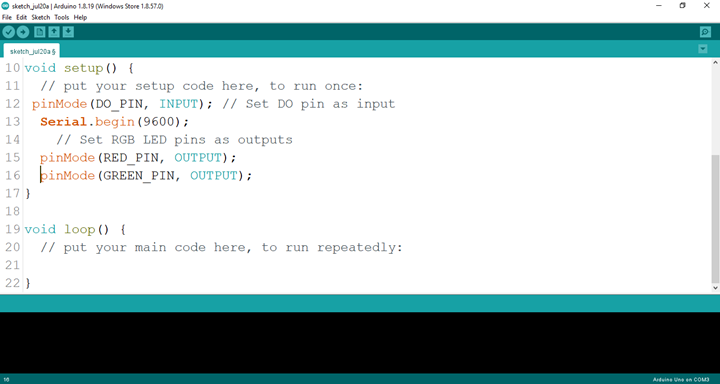 sketch_jul20a | Arduino 1.8.19 (Windows Store 1.8.57.0)
File Edit Sketch Tools Help
sketch_jul20a §
10 void setup() {
11 // put your setup code here, to run once:
12 pinMode(DO_PIN, INPUT); // Set DO pin as input
13 Serial.begin(9600);
14 // Set RGB LED pins as outputs
15 pinMode(RED_PIN, OUTPUT);
16 pinMode(GREEN_PIN, OUTPUT);
17 }
18
19 void loop() {
20 // put your main code here, to run repeatedly:
21
22 }
16 Arduino Uno on COM3